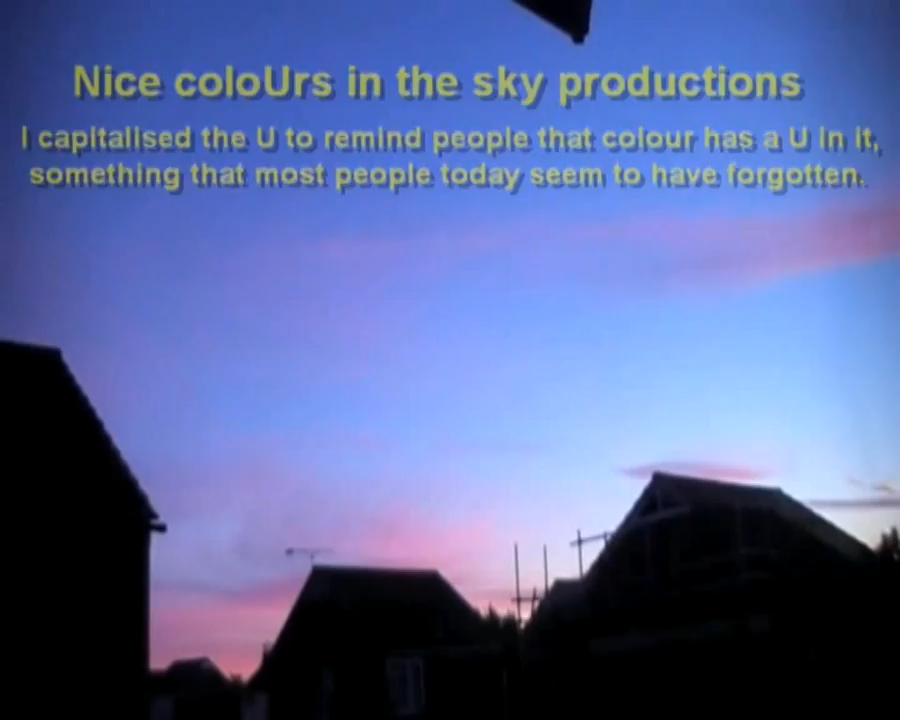 Nice coloUrs in the sky productions
I capitalised the U to remind people that colour has a U in it,
something that most people today seem to have forgotten.